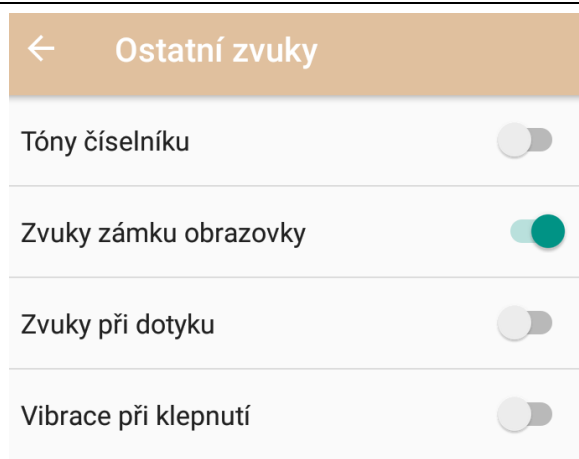 Ostatní zvuky
Tóny číselníku
Zvuky zámku obrazovky
Zvuky při dotyku
Vibrace při klepnutí